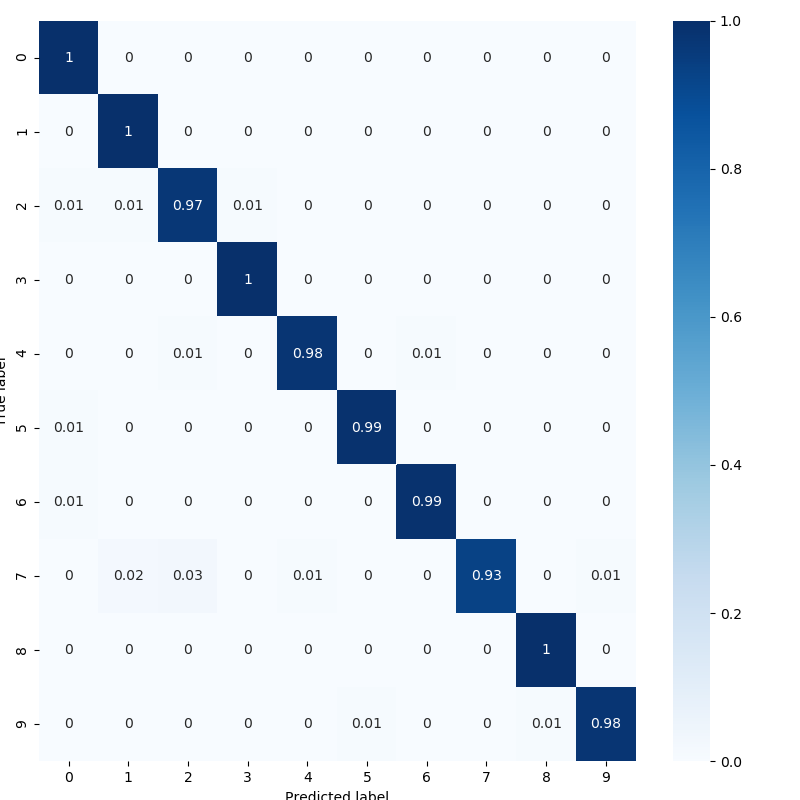 0 1 0 0 0 0 0 0 0 0 0 1.0
1 0 1 0 0 0 0 0 0 0 0
2 0.01 0.01 0.97 0.01 0 0 0 0 0 0 0.8
3 0 0 0 1 0 0 0 0 0 0 0.6
4 0 0 0.01 0 0.98 0 0.01 0 0 0
True label
5 0.01 0 0 0 0 0.99 0 0 0 0 0.4
6 0.01 0 0 0 0 0 0.99 0 0 0
7 0 0.02 0.03 0 0.01 0 0 0.93 0 0.01 0.2
8 0 0 0 0 0 0 0 0 1 0
9 0 0 0 0 0 0.01 0 0 0.01 0.98 0.0
0 1 2 3 4 5 6 7 8 9
Predicted label